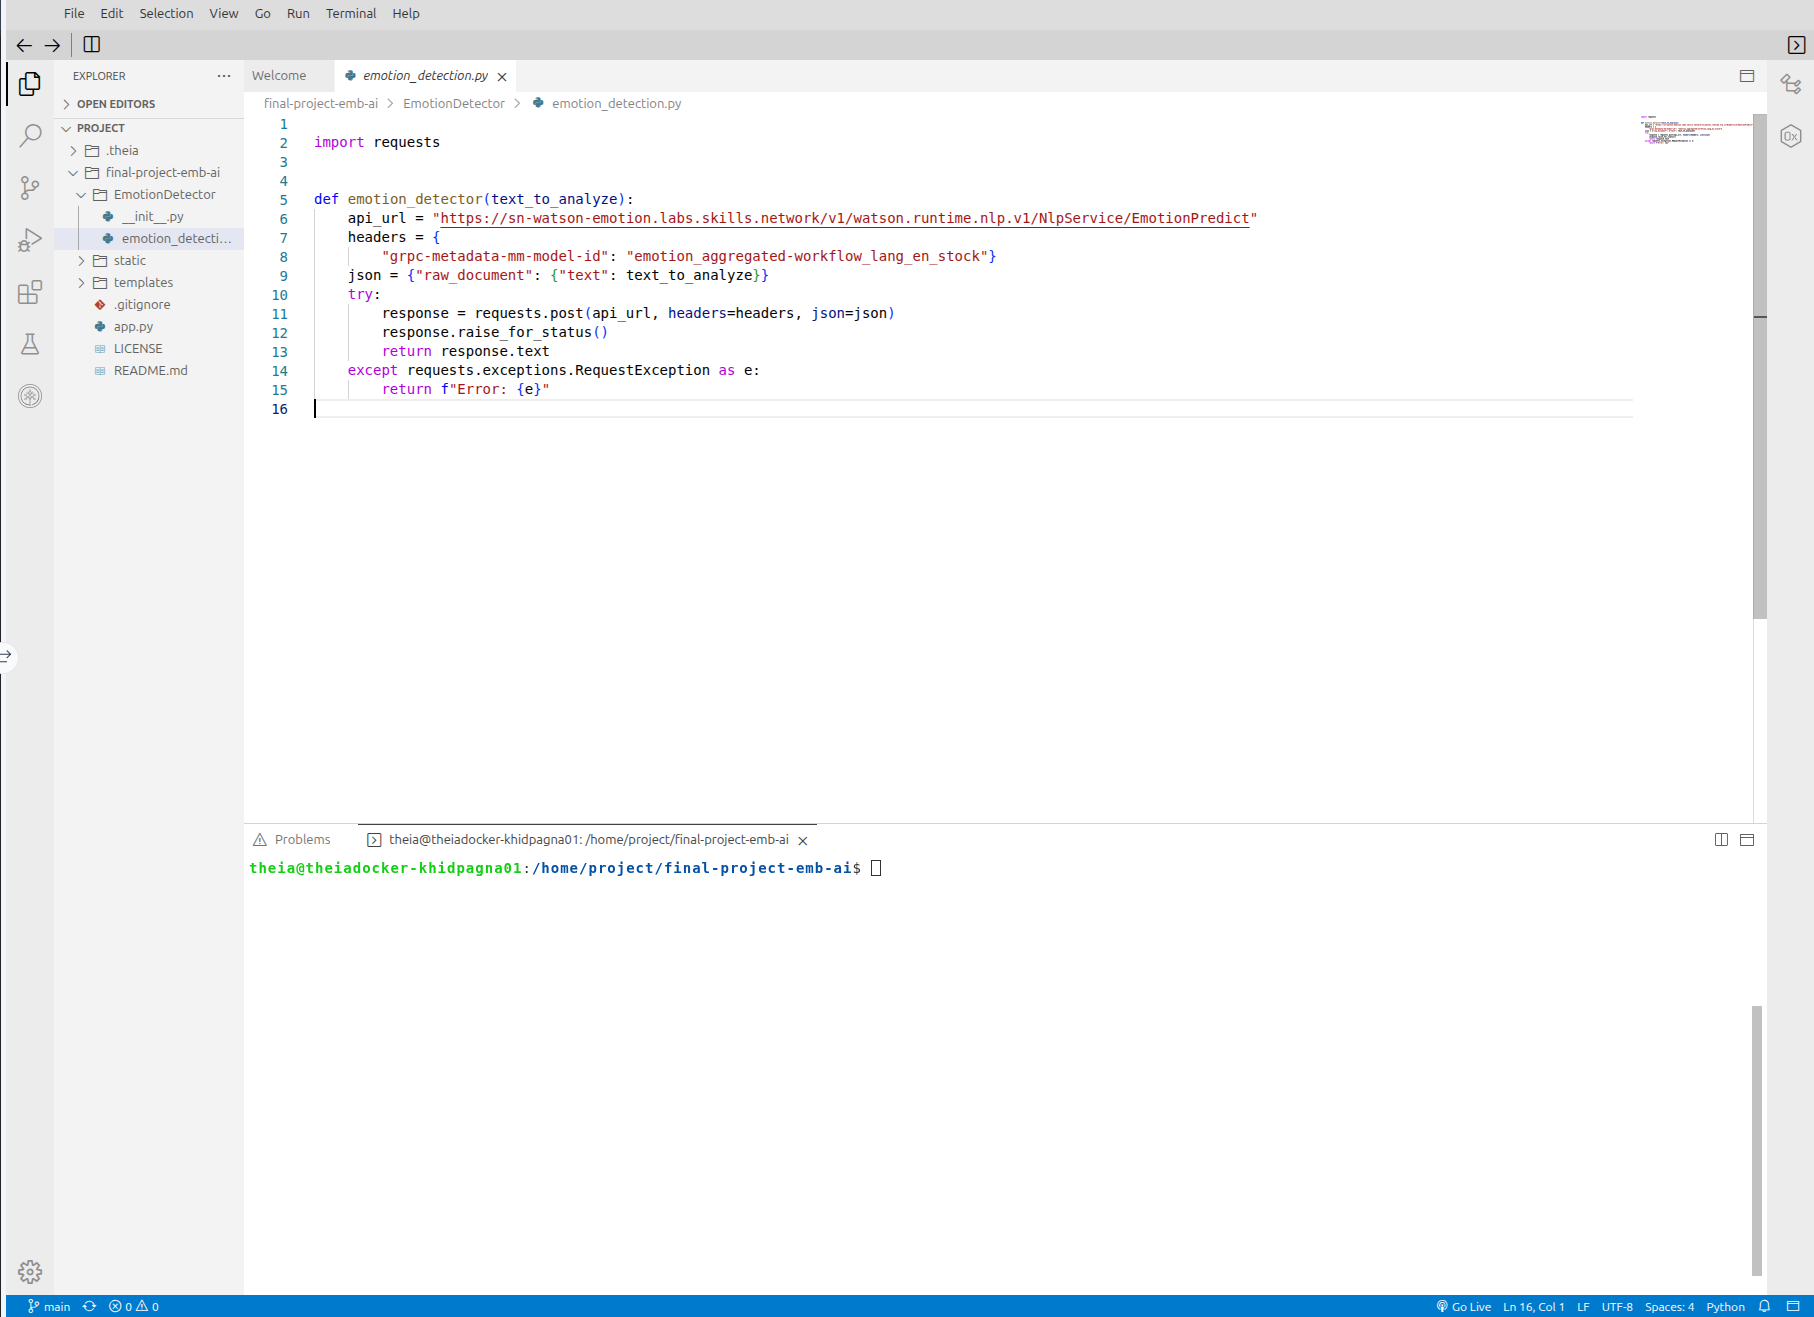 File Edit Selection View Go Run Terminal Help
EXPLORER
OPEN EDITORS
PROJECT
.theia
final-project-emb-ai
EmotionDetector
__init__.py
emotion_detecti...
static
templates
.gitignore
app.py
LICENSE
README.md
Welcome emotion_detection.py
final-project-emb-ai > EmotionDetector > emotion_detection.py
1
2 import requests
3
4
5 def emotion_detector(text_to_analyze):
6 api_url = "https://sn-watson-emotion.labs.skills.network/v1/watson.runtime.nlp.v1/NlpService/EmotionPredict"
7 headers = {
8 "grpc-metadata-mm-model-id": "emotion_aggregated-workflow_lang_en_stock"}
9 json = {"raw_document": {"text": text_to_analyze}}
10 try:
11 response = requests.post(api_url, headers=headers, json=json)
12 response.raise_for_status()
13 return response.text
14 except requests.exceptions.RequestException as e:
15 return f"Error: {e}"
16
0x
Problems theia@theiadocker-khidpagna01: /home/project/final-project-emb-ai
theia@theiadocker-khidpagna01:/home/project/final-project-emb-ai$
main 0 0 Go Live Ln 16, Col 1 LF UTF-8 Spaces: 4 Python